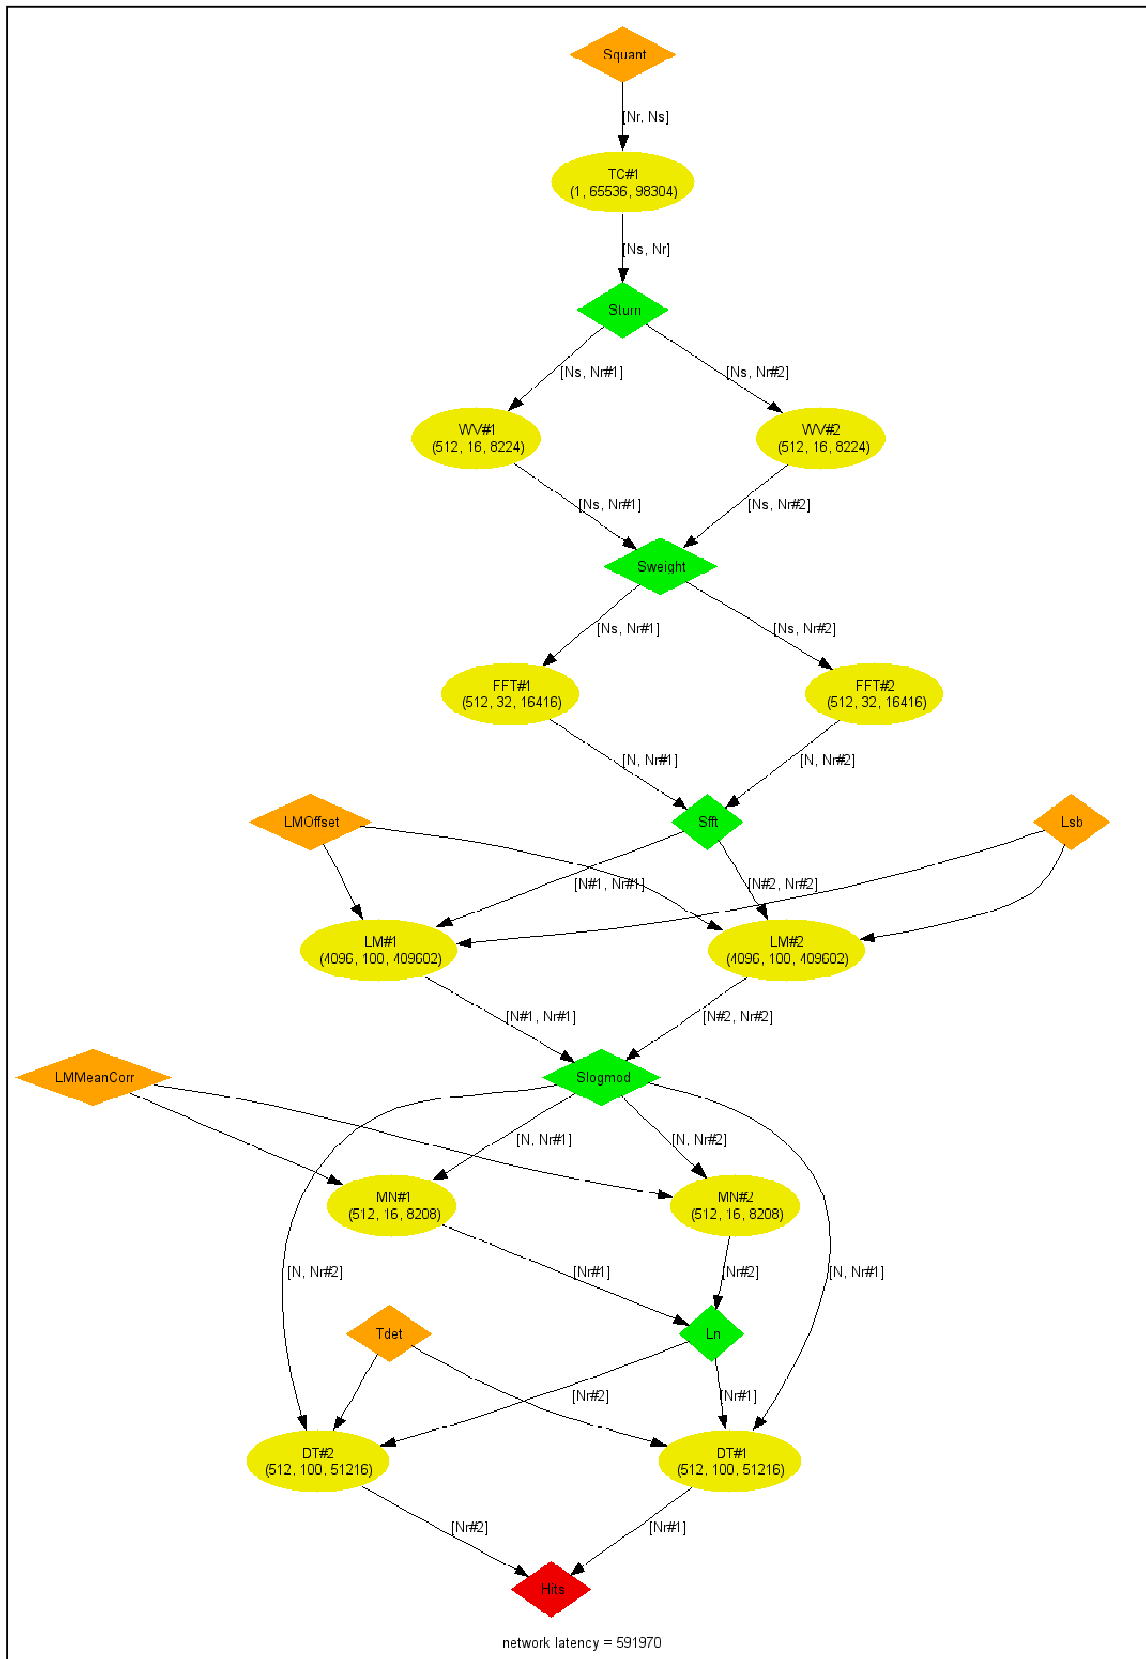 Squant
[Nr, Ns]
TC#1
(1, 65536, 98304)
[Ns, Nr]
Sturn
[Ns, Nr#1]
[Ns, Nr#2]
WV#1
(512, 16, 8224)
WV#2
(512, 16, 8224)
[Ns, Nr#1]
[Ns, Nr#2]
Sweight
[Ns, Nr#1]
[Ns, Nr#2]
FFT#1
(512, 32, 16416)
FFT#2
(512, 32, 16416)
[N, Nr#1]
[N, Nr#2]
LMOffset
Sfft
Lsb
[N#1, Nr#1]
[N#2, Nr#2]
LM#1
(4096, 100, 409602)
LM#2
(4096, 100, 409602)
[N#1, Nr#1]
[N#2, Nr#2]
LMMeanCorr
Slogmod
[N, Nr#1]
[N, Nr#2]
MN#1
(512, 16, 8208)
MN#2
(512, 16, 8208)
[N, Nr#2]
[Nr#1]
[Nr#2]
[N, Nr#1]
Tdet
Ln
[Nr#2]
[Nr#1]
DT#2
(512, 100, 51216)
DT#1
(512, 100, 51216)
[Nr#2]
[Nr#1]
Hits
network latency = 591970